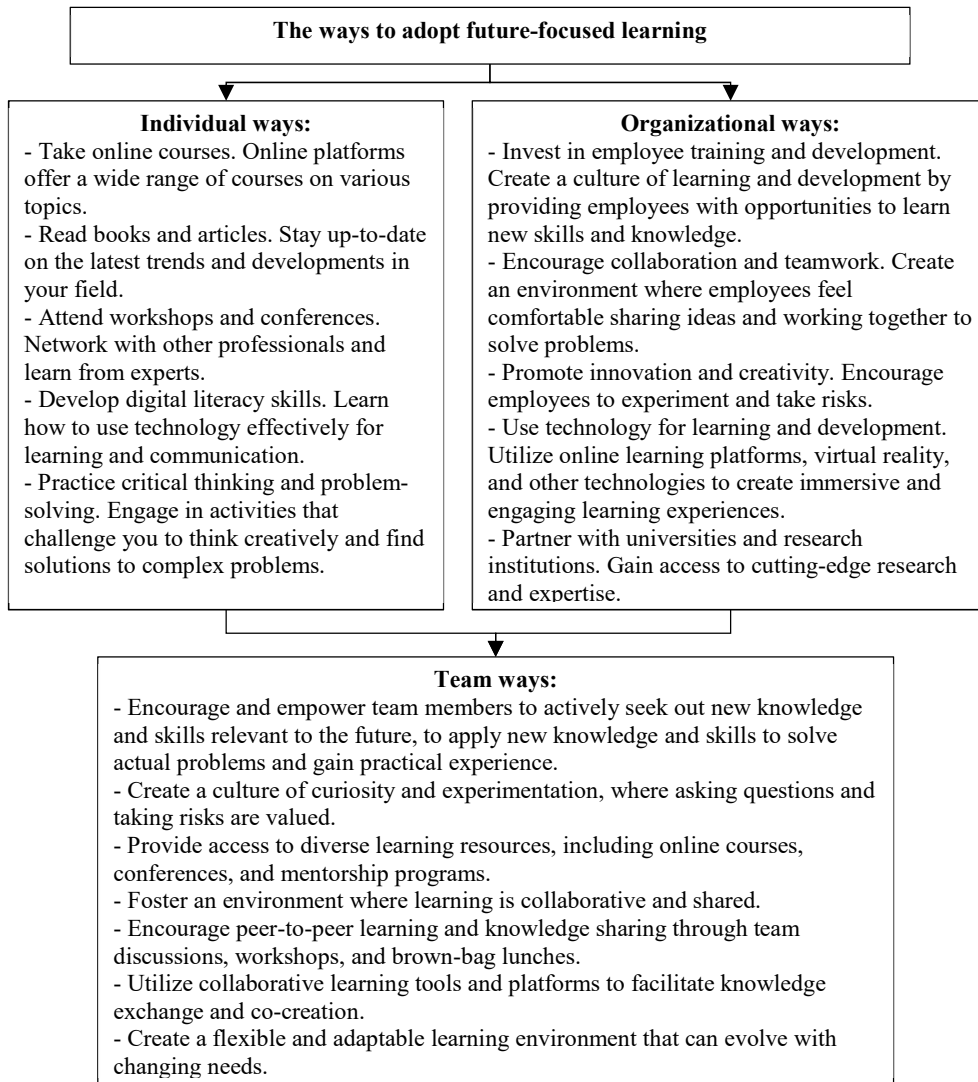 The ways to adopt future-focused learning
Individual ways:
- Take online courses. Online platforms
offer a wide range of courses on various
topics.
- Read books and articles. Stay up-to-date
on the latest trends and developments in
your field.
- Attend workshops and conferences.
Network with other professionals and
learn from experts.
- Develop digital literacy skills. Learn
how to use technology effectively for
learning and communication.
- Practice critical thinking and problem-
solving. Engage in activities that
challenge you to think creatively and find
solutions to complex problems.
Organizational ways:
- Invest in employee training and development.
Create a culture of learning and development by
providing employees with opportunities to learn
new skills and knowledge.
- Encourage collaboration and teamwork. Create
an environment where employees feel
comfortable sharing ideas and working together to
solve problems.
- Promote innovation and creativity. Encourage
employees to experiment and take risks.
- Use technology for learning and development.
Utilize online learning platforms, virtual reality,
and other technologies to create immersive and
engaging learning experiences.
- Partner with universities and research
institutions. Gain access to cutting-edge research
and expertise.
Team ways:
- Encourage and empower team members to actively seek out new knowledge
and skills relevant to the future, to apply new knowledge and skills to solve
actual problems and gain practical experience.
- Create a culture of curiosity and experimentation, where asking questions and
taking risks are valued.
- Provide access to diverse learning resources, including online courses,
conferences, and mentorship programs.
- Foster an environment where learning is collaborative and shared.
- Encourage peer-to-peer learning and knowledge sharing through team
discussions, workshops, and brown-bag lunches.
- Utilize collaborative learning tools and platforms to facilitate knowledge
exchange and co-creation.
- Create a flexible and adaptable learning environment that can evolve with
changing needs.